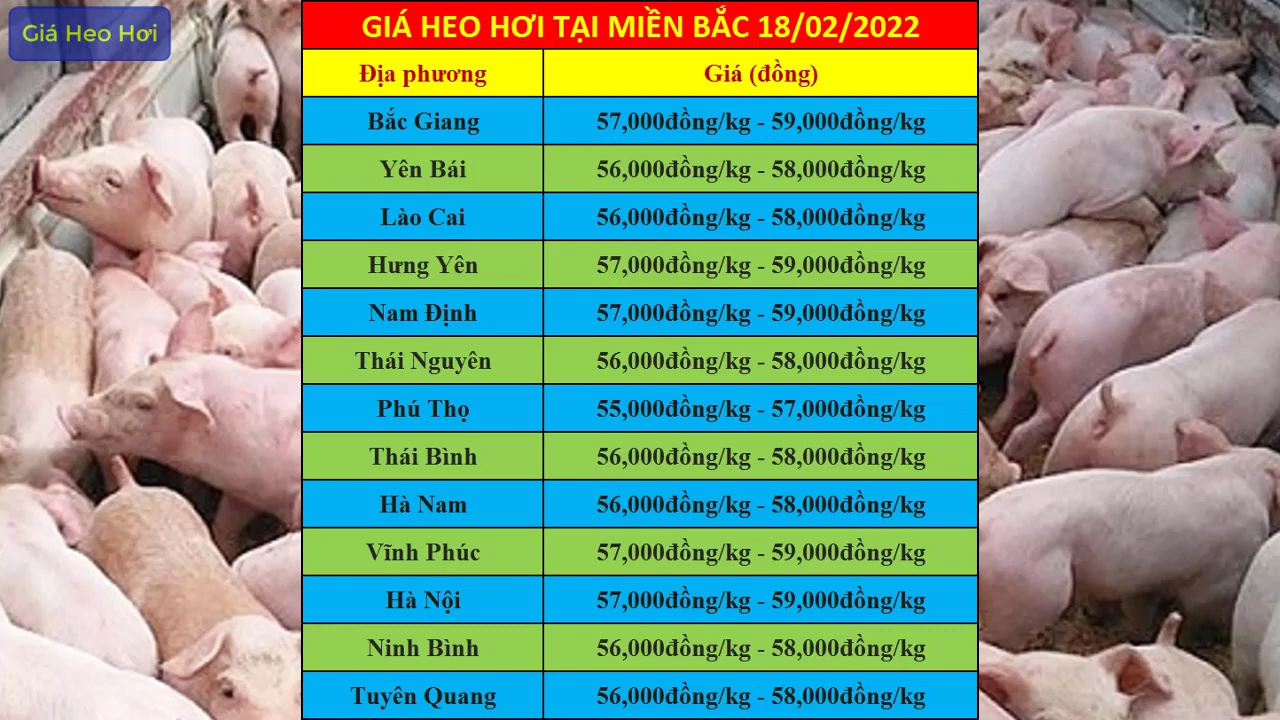 Giá Heo Hơi
GIÁ HEO HƠI TẠI MIỀN BẮC 18/02/2022
Địa phương Giá (đồng)
Bắc Giang 57,000đồng/kg - 59,000đồng/kg
Yên Bái 56,000đồng/kg - 58,000đồng/kg
Lào Cai 56,000đồng/kg - 58,000đồng/kg
Hưng Yên 57,000đồng/kg - 59,000đồng/kg
Nam Định 57,000đồng/kg - 59,000đồng/kg
Thái Nguyên 56,000đồng/kg - 58,000đồng/kg
Phú Thọ 55,000đồng/kg - 57,000đồng/kg
Thái Bình 56,000đồng/kg - 58,000đồng/kg
Hà Nam 56,000đồng/kg - 58,000đồng/kg
Vĩnh Phúc 57,000đồng/kg - 59,000đồng/kg
Hà Nội 57,000đồng/kg - 59,000đồng/kg
Ninh Bình 56,000đồng/kg - 58,000đồng/kg
Tuyên Quang 56,000đồng/kg - 58,000đồng/kg